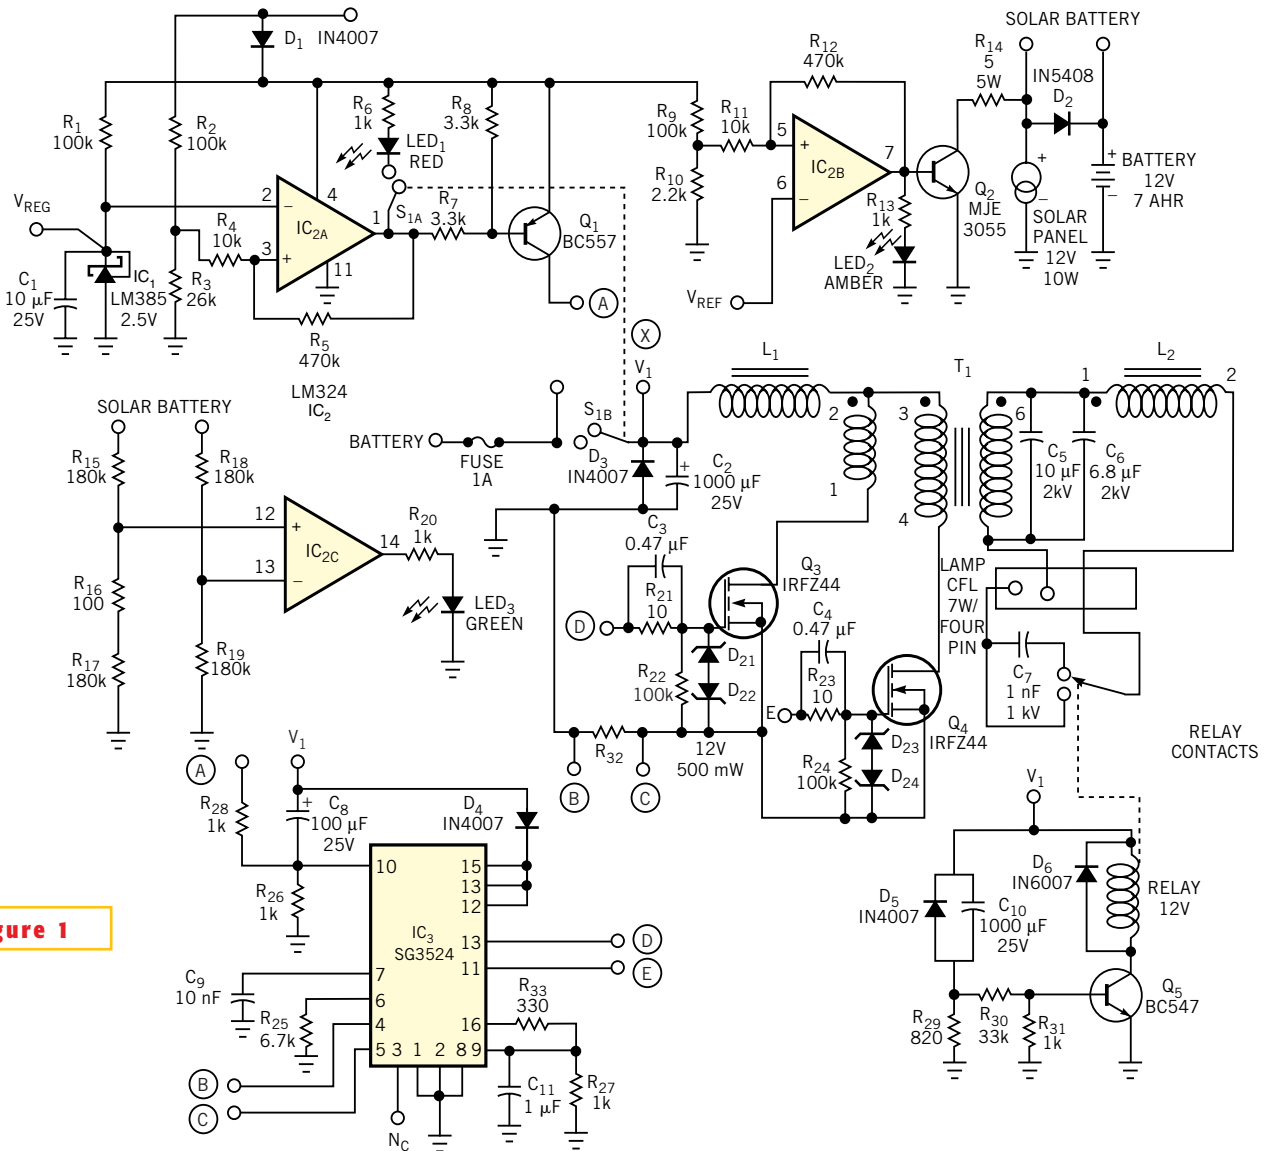 D1 IN4007
R1
100k
R2
100k
R6
1k
LED1
RED
R8
3.3k
S1A
R7
3.3k
Q1
BC557
VREG
C1
10 µF
25V
IC1
LM385
2.5V
R4
10k
R3
26k
2
3
4
1
11
−
+
IC2A
R5
470k
LM324
IC2
A
X
R12
470k
R9
100k
R11
10k
R10
2.2k
5
6
7
+
−
IC2B
R13
1k
LED2
AMBER
VREF
Q2
MJE
3055
SOLAR BATTERY
R14
5
5W
IN5408
D2
+
−
SOLAR
PANEL
12V
10W
+
−
BATTERY
12V
7 AHR
SOLAR BATTERY
R15
180k
R18
180k
R16
100
R17
180k
R19
180k
12
13
14
+
−
IC2C
R20
1k
LED3
GREEN
A
BATTERY
FUSE
1A
S1B
V1
D3
IN4007
+
C2
1000 µF
25V
L1
T1
L2
2
1
3
4
6
1
2
C5
10 µF
2kV
C6
6.8 µF
2kV
C3
0.47 µF
R21
10
D
Q3
IRFZ44
R22
100k
D21
D22
12V
500 mW
R32
B
C
C4
0.47 µF
R23
10
E
Q4
IRFZ44
R24
100k
D23
D24
LAMP
CFL
7W/
FOUR
PIN
C7
1 nF
1 kV
RELAY
CONTACTS
V1
D6
IN6007
RELAY
12V
D5
IN4007
C10
1000 µF
25V
R29
820
R30
33k
R31
1k
Q5
BC547
R28
1k
V1
+
C8
100 µF
25V
D4
IN4007
R26
1k
IC3
SG3524
10
7
6
4
5
3
1
2
8
9
15
13
12
13
11
16
D
E
C9
10 nF
R25
6.7k
R33
330
B
C
NC
C11
1 µF
R27
1k
gure 1